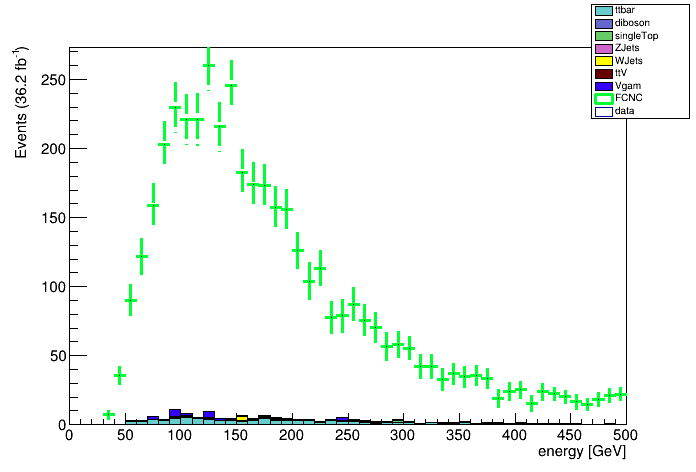 ttbar
diboson
singleTop
ZJets
WJets
ttV
Vgam
FCNC
data
Events (36.2 fb⁻¹)
250
200
150
100
50
0
0 50 100 150 200 250 300 350 400 450 500
energy [GeV]